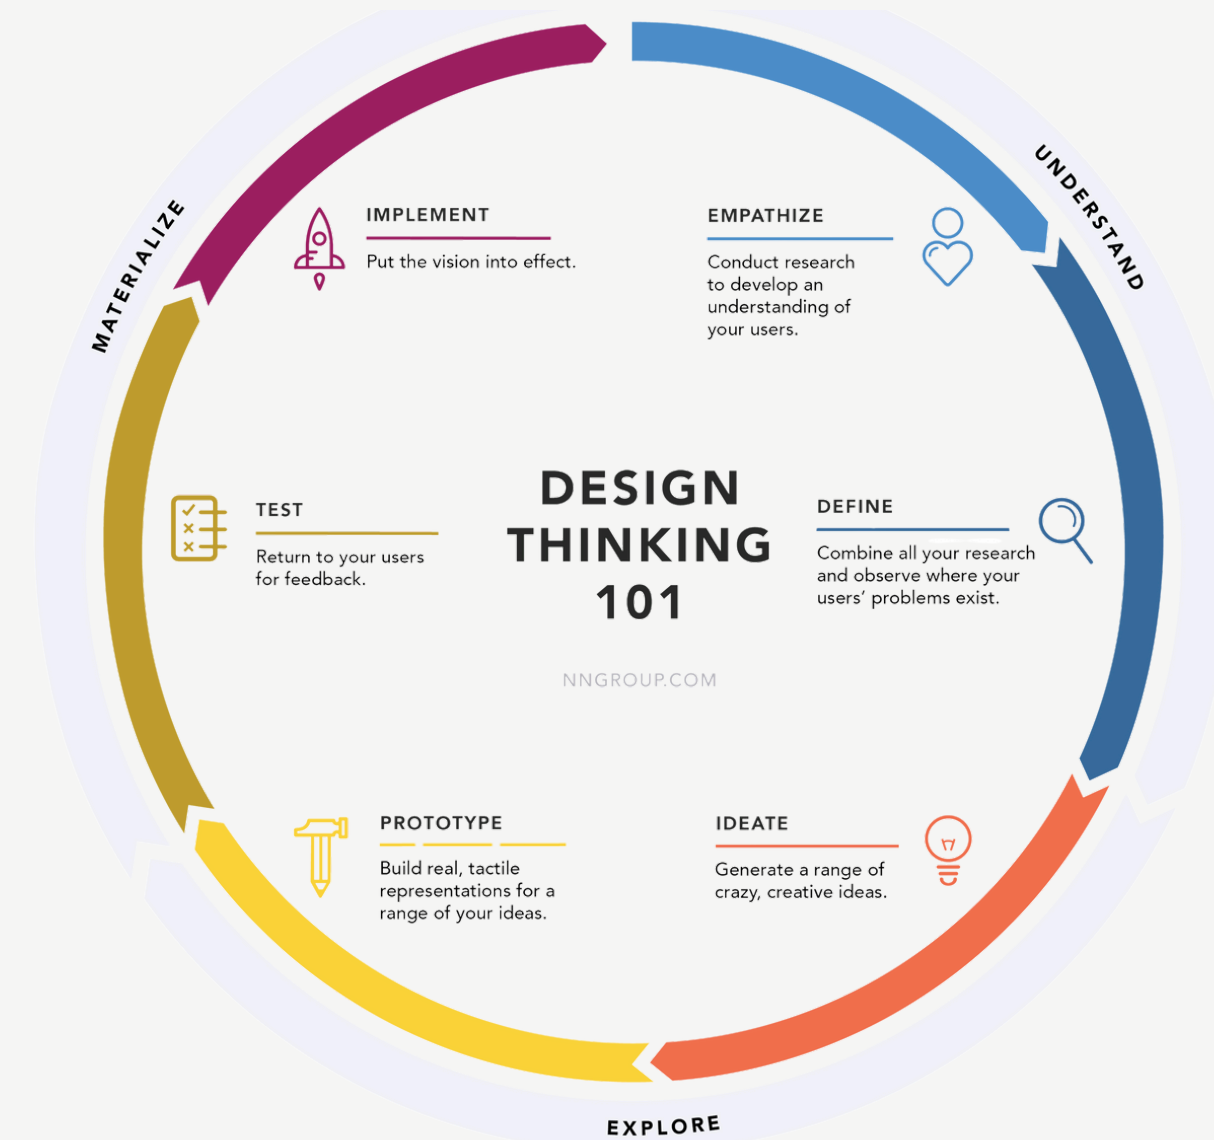 DESIGN
THINKING
101
NNGROUP.COM
UNDERSTAND
EMPATHIZE
Conduct research
to develop an
understanding of
your users.
DEFINE
Combine all your research
and observe where your
users’ problems exist.
EXPLORE
IDEATE
Generate a range of
crazy, creative ideas.
PROTOTYPE
Build real, tactile
representations for a
range of your ideas.
MATERIALIZE
TEST
Return to your users
for feedback.
IMPLEMENT
Put the vision into effect.